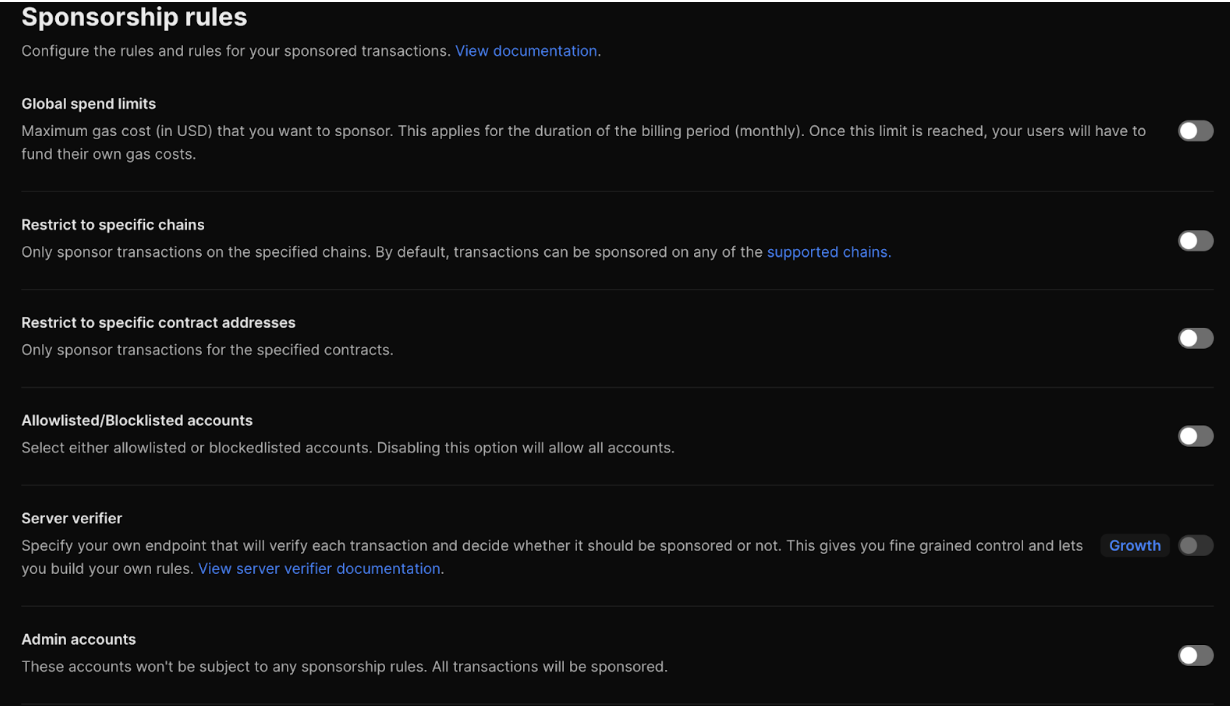 Sponsorship rules
Configure the rules and rules for your sponsored transactions. View documentation.
Global spend limits
Maximum gas cost (in USD) that you want to sponsor. This applies for the duration of the billing period (monthly). Once this limit is reached, your users will have to
fund their own gas costs.
Restrict to specific chains
Only sponsor transactions on the specified chains. By default, transactions can be sponsored on any of the supported chains.
Restrict to specific contract addresses
Only sponsor transactions for the specified contracts.
Allowlisted/Blocklisted accounts
Select either allowlisted or blockedlisted accounts. Disabling this option will allow all accounts.
Server verifier
Specify your own endpoint that will verify each transaction and decide whether it should be sponsored or not. This gives you fine grained control and lets
you build your own rules. View server verifier documentation.
Growth
Admin accounts
These accounts won't be subject to any sponsorship rules. All transactions will be sponsored.